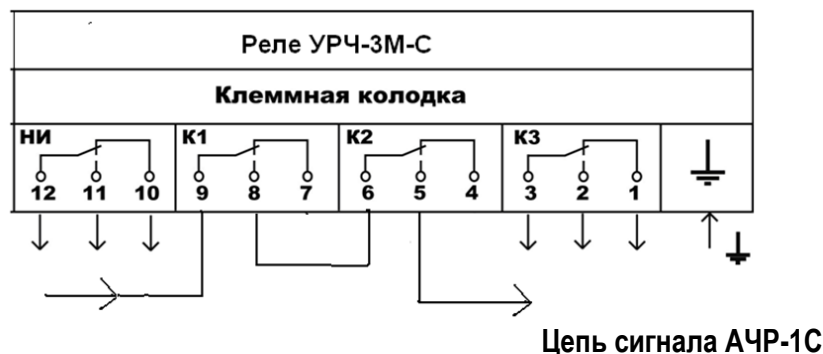 Реле УРЧ-3М-С
Клеммная колодка
НИ К1 К2 К3
12 11 10 9 8 7 6 5 4 3 2 1
Цепь сигнала АЧР-1С